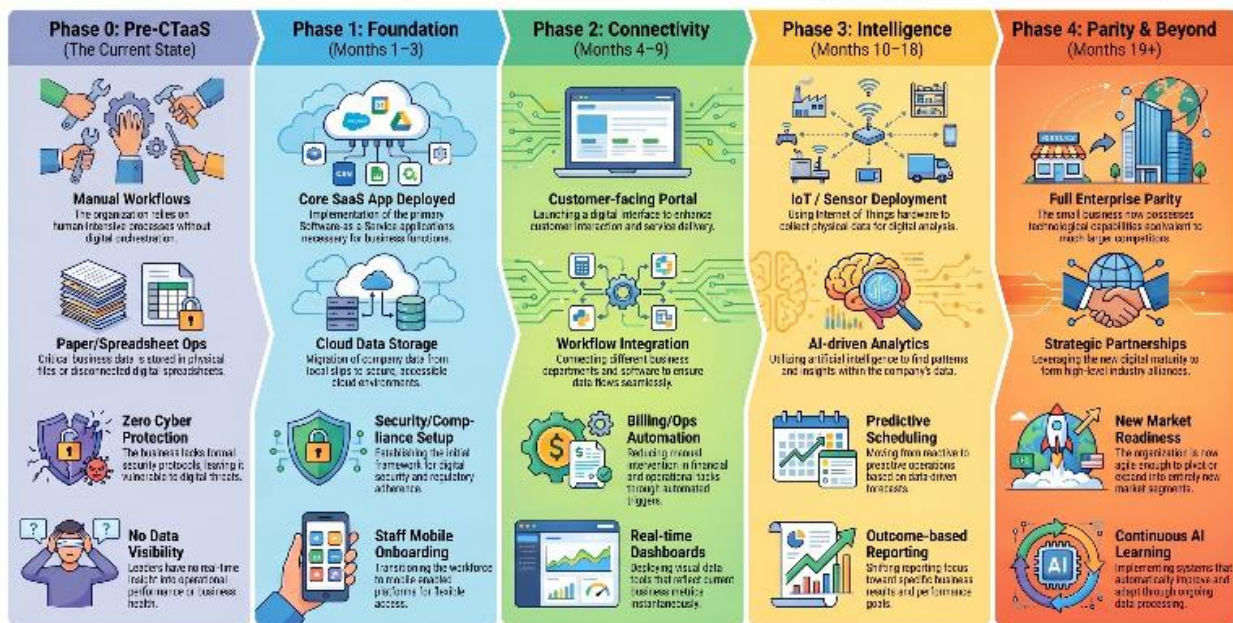 Phase 0: Pre-CTaaS
(The Current State)
Manual Workflows
The organization relies on
human-intensive processes without
digital orchestration.
Paper/Spreadsheet Ops
Critical business data is stored in physical
files or disconnected digital spreadsheets.
Zero Cyber
Protection
The business lacks formal
security protocols, leaving it
vulnerable to digital threats.
? ?
No Data
Visibility
Leaders have no real-time
insight into operational
performance or business
health.
Phase 1: Foundation
(Months 1–3)
CRM
Core SaaS App Deployed
Implementation of the primary
Software-as a Service applications
necessary for business functions.
Cloud Data Storage
Migration of company data from
local slips to secure, accessible
cloud environments.
Security/Comp-
liance Setup
Establishing the initial
framework for digital
security and regulatory
adherence.
Staff Mobile
Onboarding
Transitioning the workforce
to mobile enabled
platforms for flexible
access.
Phase 2: Connectivity
(Months 4–9)
Customer-facing Portal
Launching a digital interface to enhance
customer interaction and service delivery.
Workflow Integration
Connecting different business
departments and software to ensure
data flows seamlessly.
$
Billing/Ops
Automation
Reducing manual
intervention in financial
and operational tasks
through automated
triggers.
Real-time
Dashboards
Deploying visual data
tools that reflect current
business metrics
instantaneously.
Phase 3: Intelligence
(Months 10–18)
IoT / Sensor Deployment
Using Internet of Things hardware to
collect physical data for digital analysis.
AI-driven Analytics
Utilizing artificial intelligence to find patterns
and insights within the company's data.
Predictive
Scheduling
Moving from reactive to
proactive operations
based on data-driven
forecasts.
Outcome-based
Reporting
Shifting reporting focus
toward specific business
results and performance
goals.
Phase 4: Parity & Beyond
(Months 19+)
Full Enterprise Parity
The small business now possesses
technological capabilities equivalent to
much larger competitors.
Strategic Partnerships
Leveraging the new digital maturity to
form high-level industry alliances.
New Market
Readiness
The organization is now
agile enough to pivot or
expand into entirely new
market segments.
AI
Continuous AI
Learning
Implementing systems that
automatically improve and
adapt through ongoing
data processing.